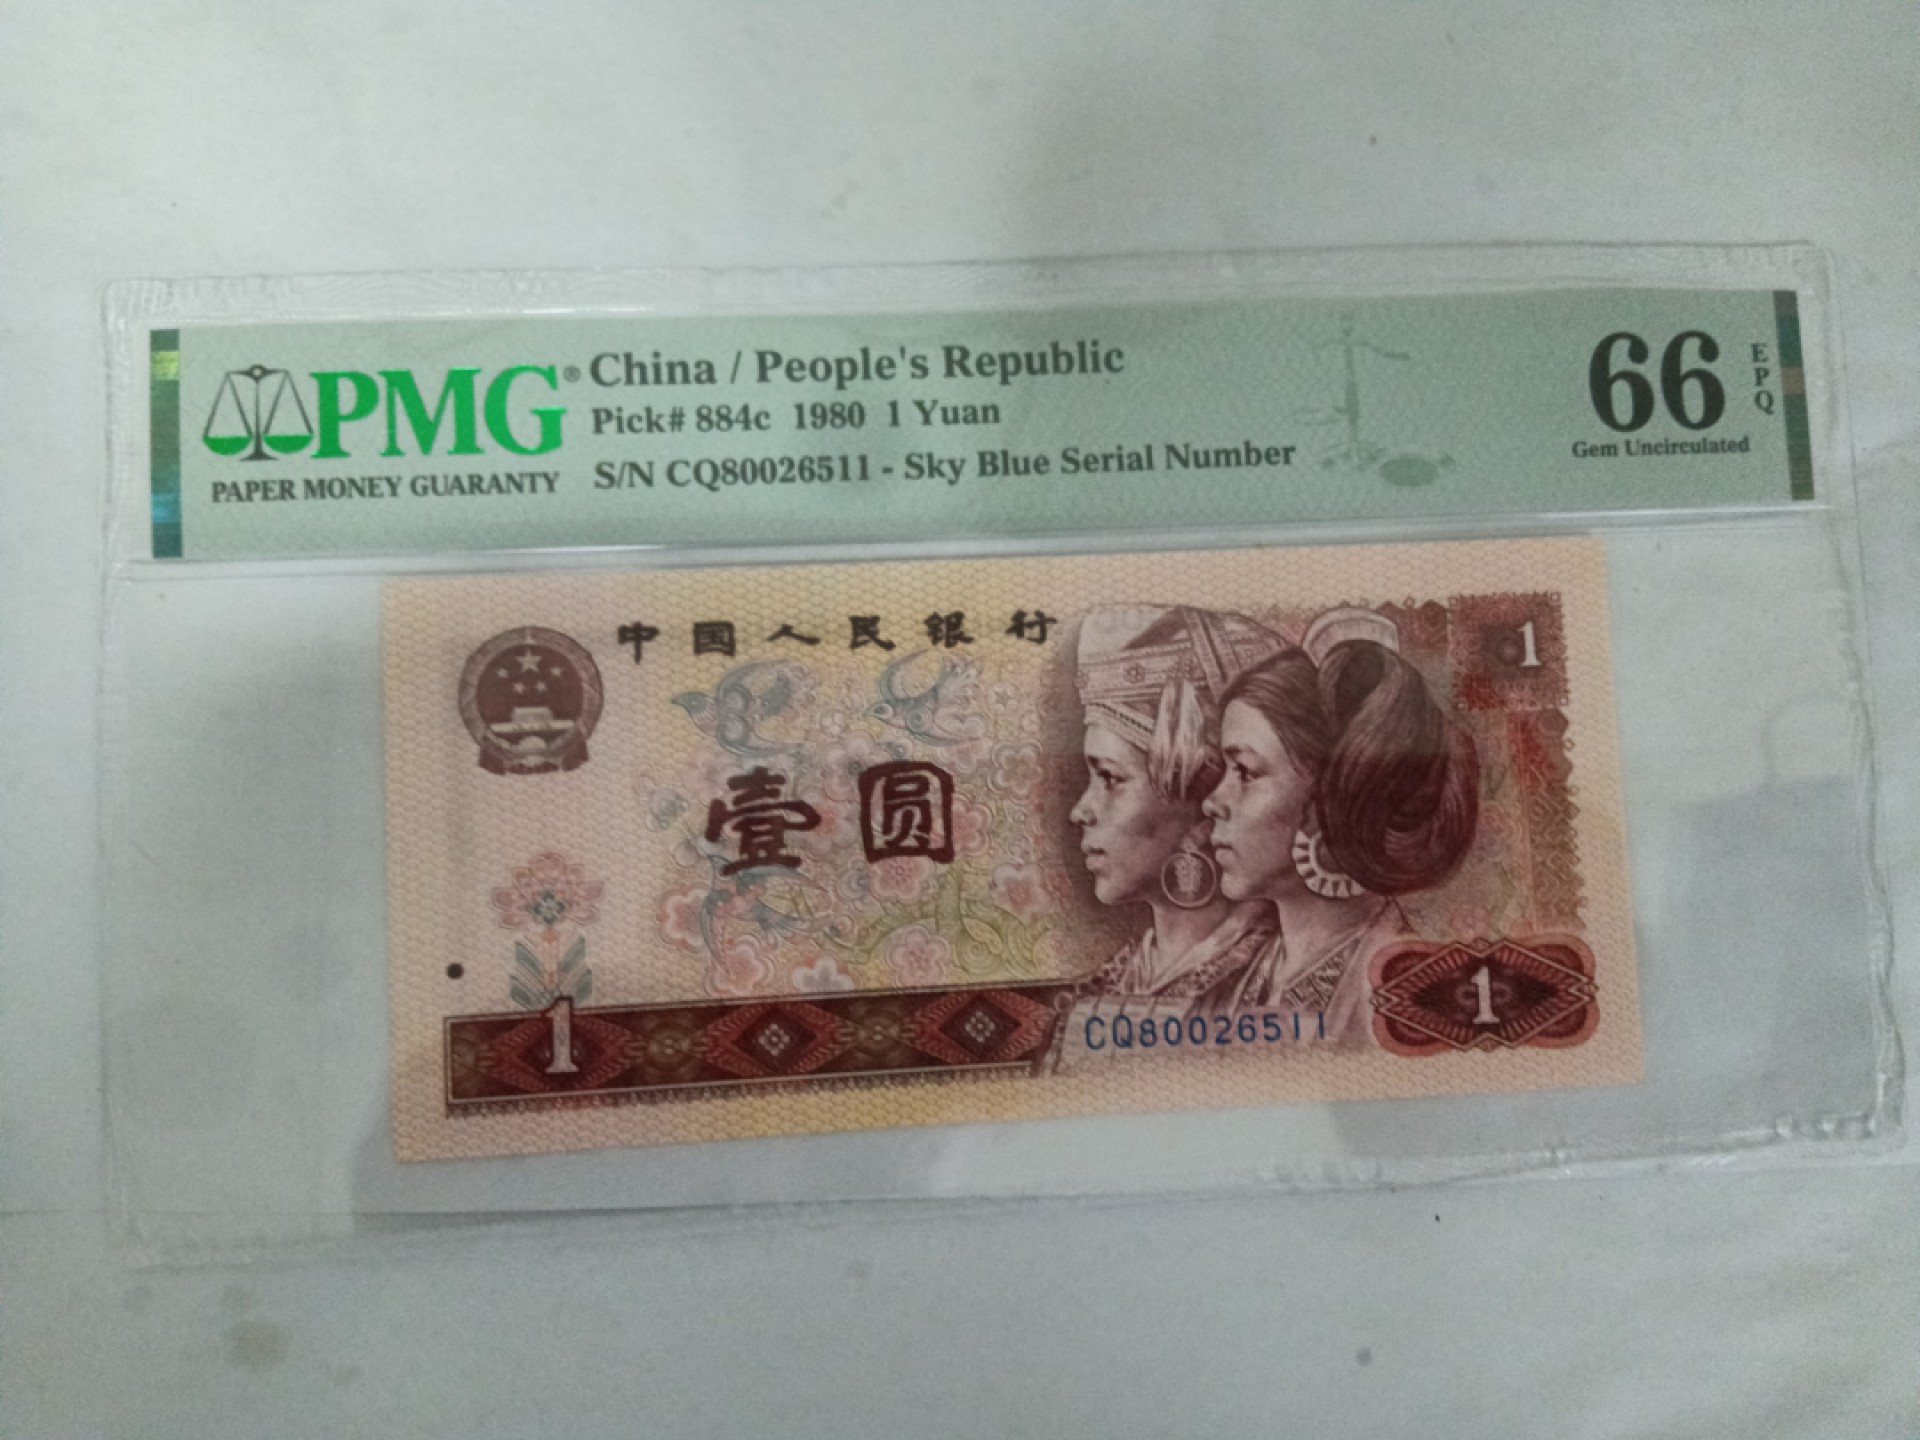 PMG®
PAPER MONEY GUARANTY
China / People's Republic
Pick# 884c 1980 1 Yuan
S/N CQ80026511 - Sky Blue Serial Number
66 EPQ
Gem Uncirculated
中国人民银行
1
壹圆
1
CQ80026511
1